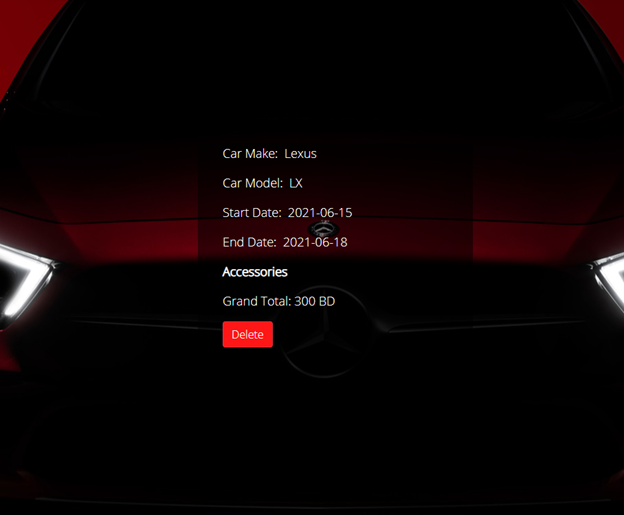 Car Make: Lexus
Car Model: LX
Start Date: 2021-06-15
End Date: 2021-06-18
Accessories
Grand Total: 300 BD
Delete